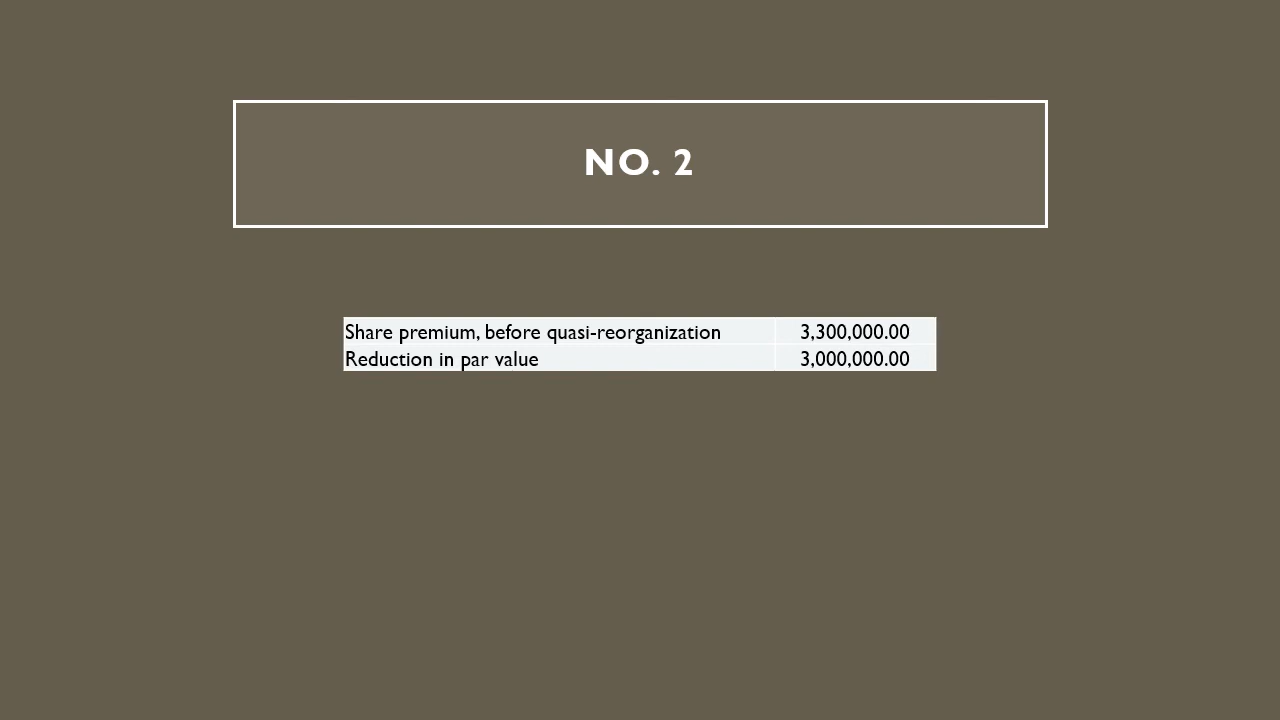 NO. 2
Share premium, before quasi-reorganization 3,300,000.00
Reduction in par value 3,000,000.00